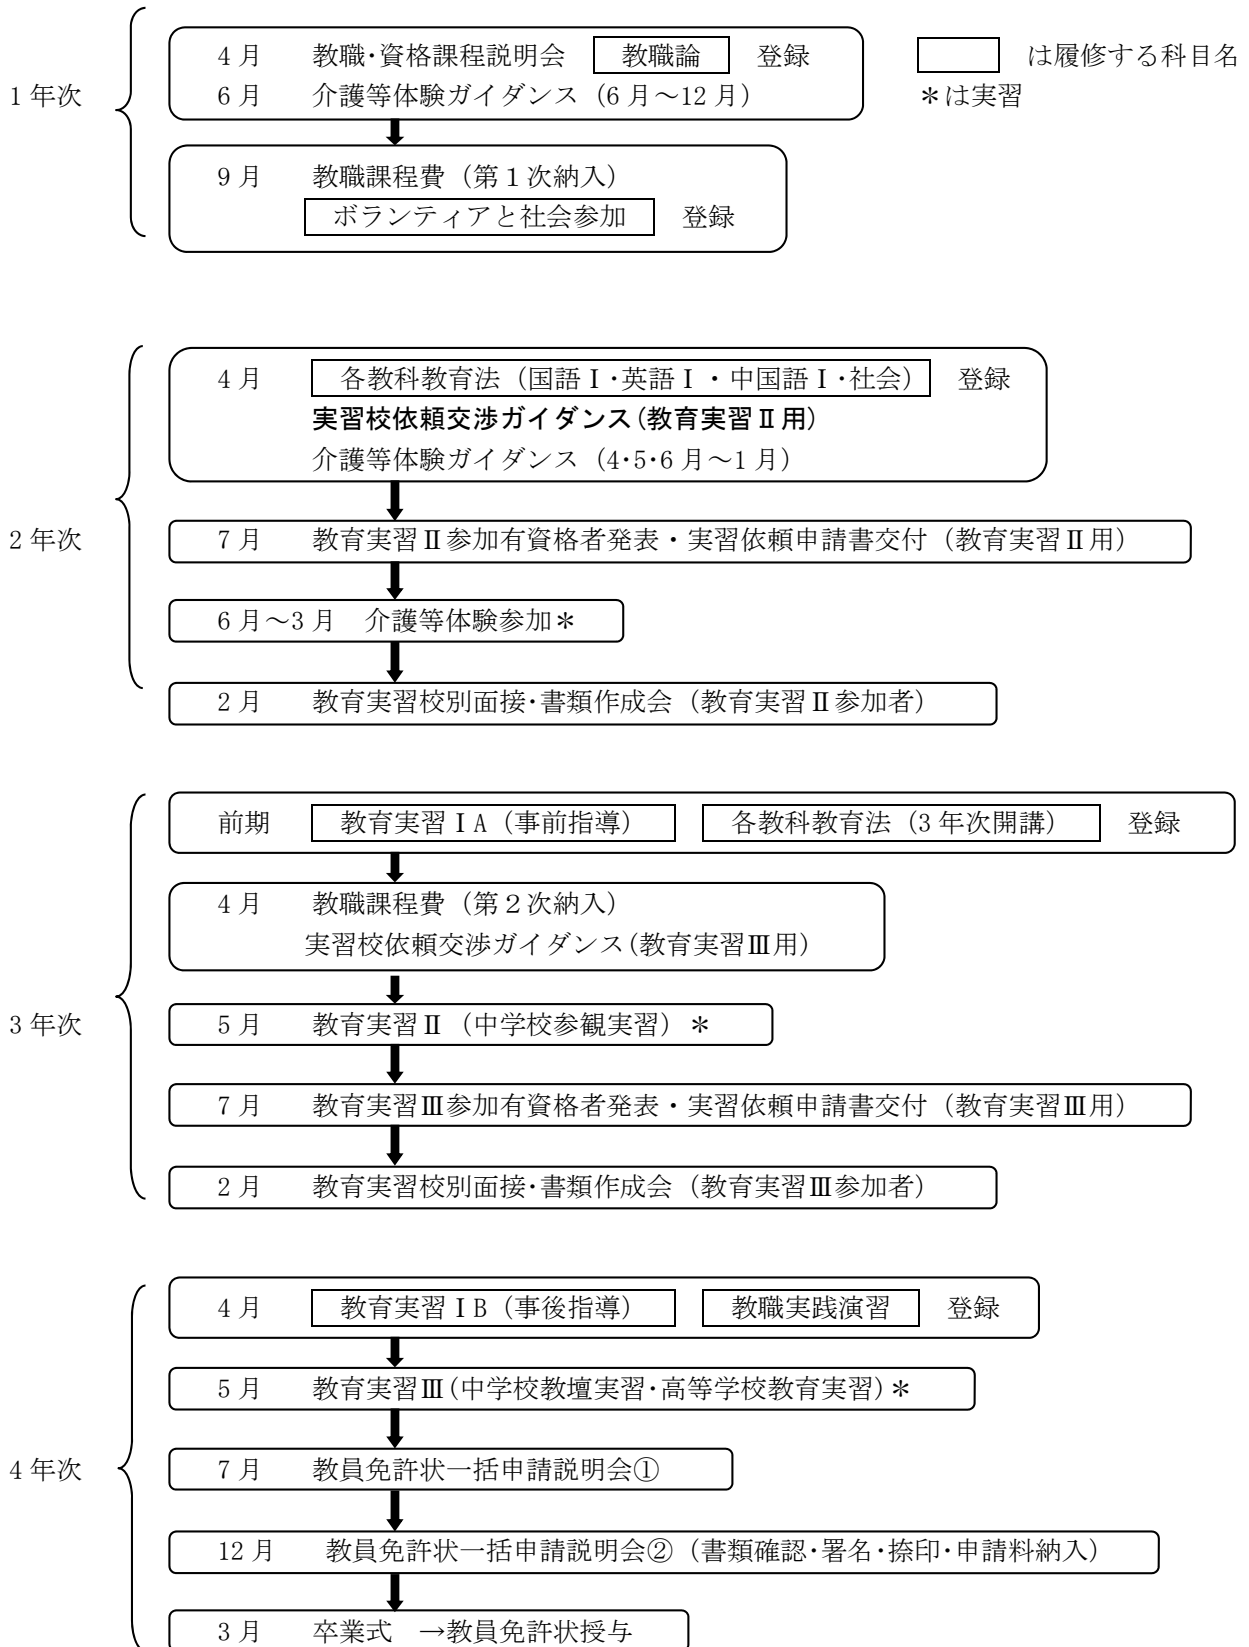 4 月 教職・資格課程説明会 教職論 登録
は履修する科目名
1 年次
6 月 介護等体験ガイダンス（6 月～12 月）
＊は実習
9 月 教職課程費（第１次納入）
ボランティアと社会参加 登録
4 月 各教科教育法（国語Ⅰ・英語Ⅰ・中国語Ⅰ・社会） 登録
実習校依頼交渉ガイダンス(教育実習Ⅱ用)
介護等体験ガイダンス（4・5・6 月～1 月）
2 年次
7 月 教育実習Ⅱ参加有資格者発表・実習依頼申請書交付（教育実習Ⅱ用）
6 月～3 月 介護等体験参加＊
2 月 教育実習校別面接・書類作成会（教育実習Ⅱ参加者）
前期 教育実習ⅠA（事前指導） 各教科教育法（3 年次開講） 登録
4 月 教職課程費（第２次納入）
実習校依頼交渉ガイダンス(教育実習Ⅲ用)
3 年次
5 月 教育実習Ⅱ（中学校参観実習）＊
7 月 教育実習Ⅲ参加有資格者発表・実習依頼申請書交付（教育実習Ⅲ用）
2 月 教育実習校別面接・書類作成会（教育実習Ⅲ参加者）
4 月 教育実習ⅠB（事後指導） 教職実践演習 登録
5 月 教育実習Ⅲ(中学校教壇実習・高等学校教育実習)＊
4 年次
7 月 教員免許状一括申請説明会①
12 月 教員免許状一括申請説明会②（書類確認・署名・捺印・申請料納入）
3 月 卒業式 →教員免許状授与